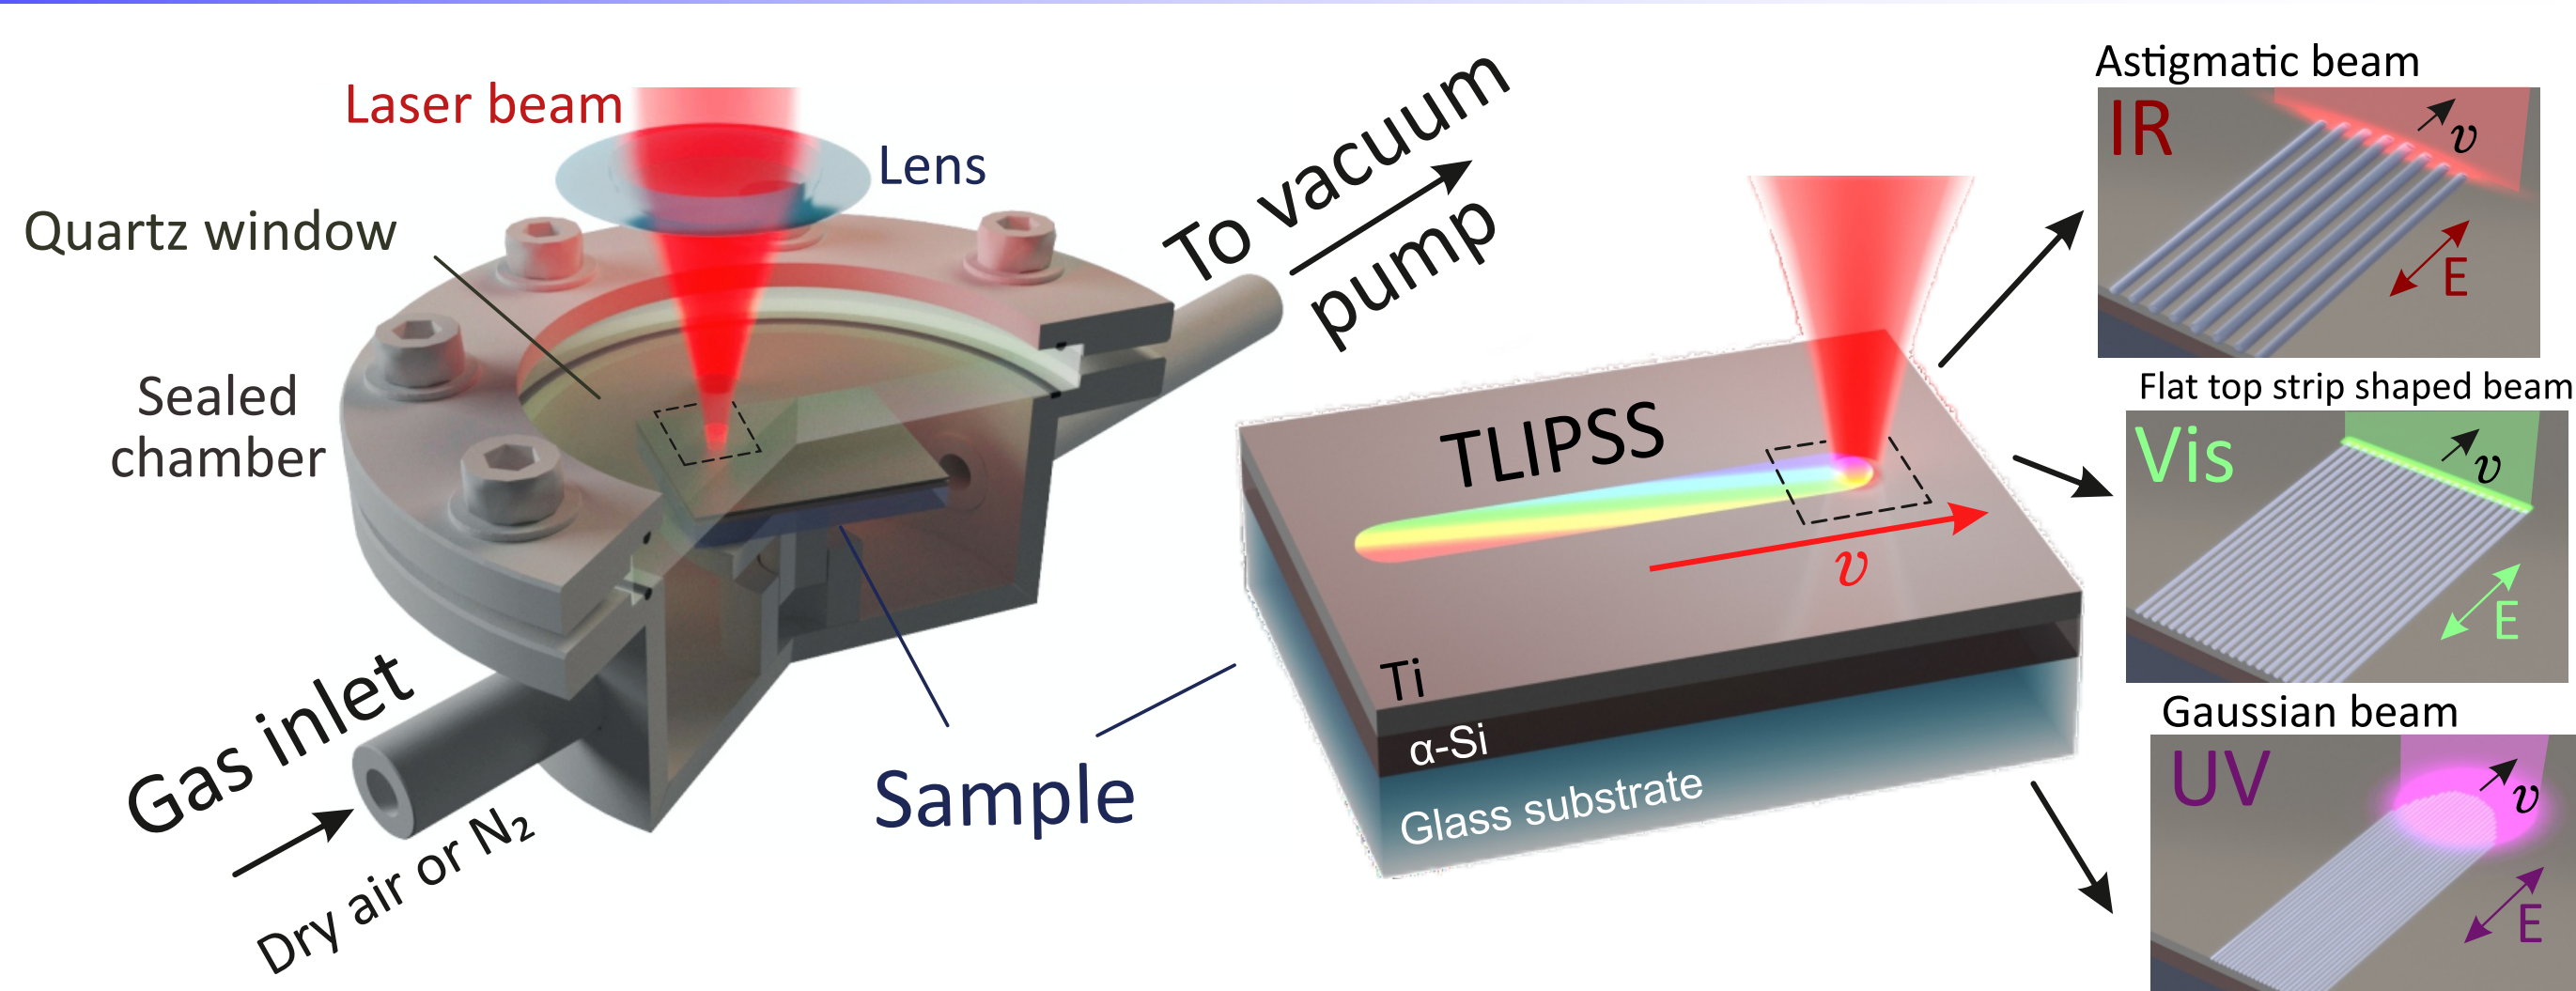 Laser beam
Lens
Quartz window
Sealed
chamber
To vacuum
pump
Gas inlet
Dry air or N₂
Sample
TLIPSS
v
Ti
α-Si
Glass substrate
Astigmatic beam
IR
v
E
Flat top strip shaped beam
Vis
v
E
Gaussian beam
UV
v
E